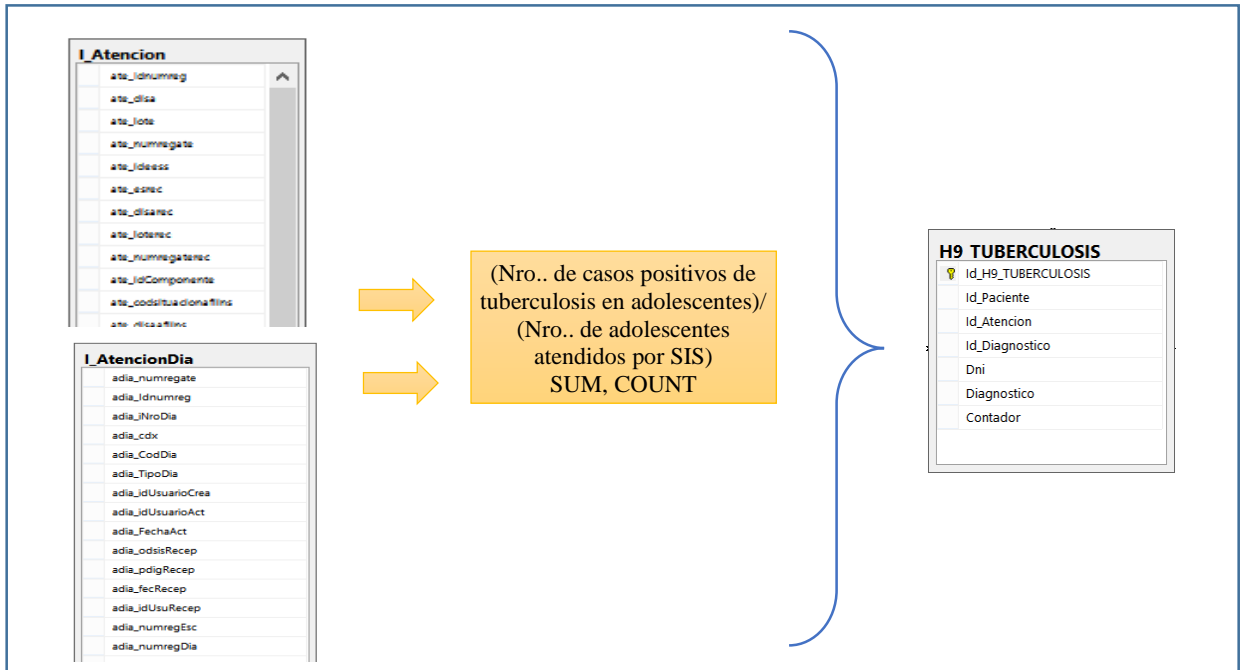 I_Atencion
ate_Idnumreg
ate_disa
ate_lote
ate_numregate
ate_Ideess
ate_esrec
ate_disarec
ate_loterec
ate_numregaterec
ate_IdComponente
ate_codsituacionafilns
ate_disaafilns
I_AtencionDia
adia_numregate
adia_Idnumreg
adia_iNroDia
adia_cdx
adia_CodDia
adia_TipoDia
adia_idUsuarioCrea
adia_idUsuarioAct
adia_FechaAct
adia_odsisRecep
adia_pdigRecep
adia_fecRecep
adia_idUsuRecep
adia_numregEsc
adia_numregDia
(Nro.. de casos positivos de
tuberculosis en adolescentes)/
(Nro.. de adolescentes
atendidos por SIS)
SUM, COUNT
H9_TUBERCULOSIS
Id_H9_TUBERCULOSIS
Id_Paciente
Id_Atencion
Id_Diagnostico
Dni
Diagnostico
Contador